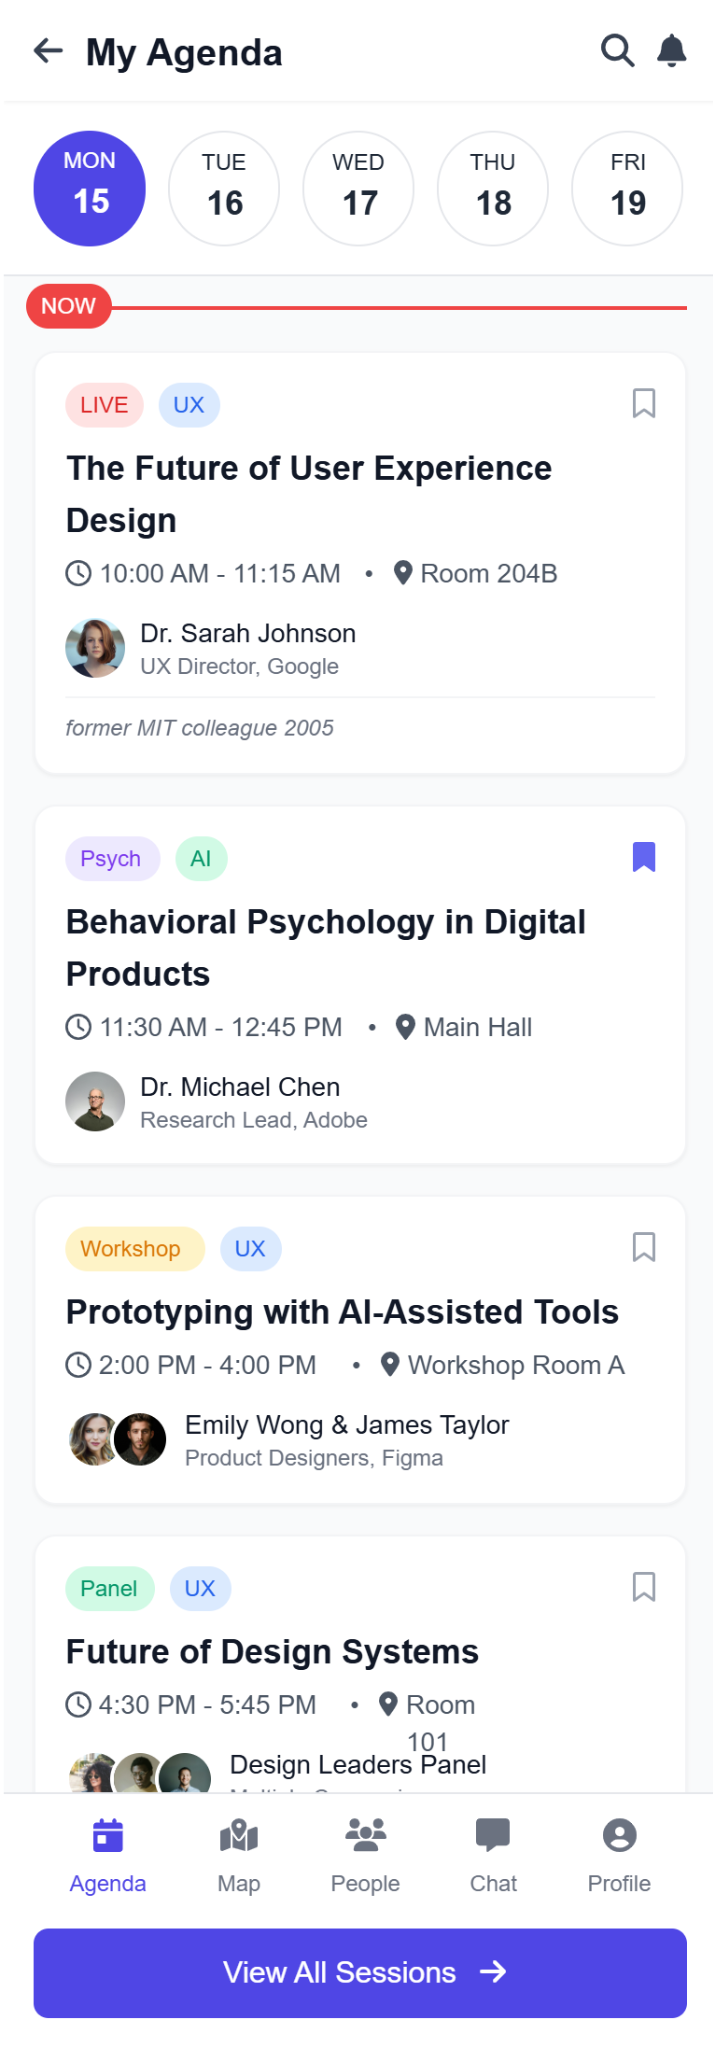 My Agenda
MON
15
TUE
16
WED
17
THU
18
FRI
19
NOW
LIVE UX
The Future of User Experience
Design
10:00 AM - 11:15 AM • Room 204B
Dr. Sarah Johnson
UX Director, Google
former MIT colleague 2005
Psych AI
Behavioral Psychology in Digital
Products
11:30 AM - 12:45 PM • Main Hall
Dr. Michael Chen
Research Lead, Adobe
Workshop UX
Prototyping with AI-Assisted Tools
2:00 PM - 4:00 PM • Workshop Room A
Emily Wong & James Taylor
Product Designers, Figma
Panel UX
Future of Design Systems
4:30 PM - 5:45 PM • Room
101
Design Leaders Panel
Agenda
Map
People
Chat
Profile
View All Sessions →